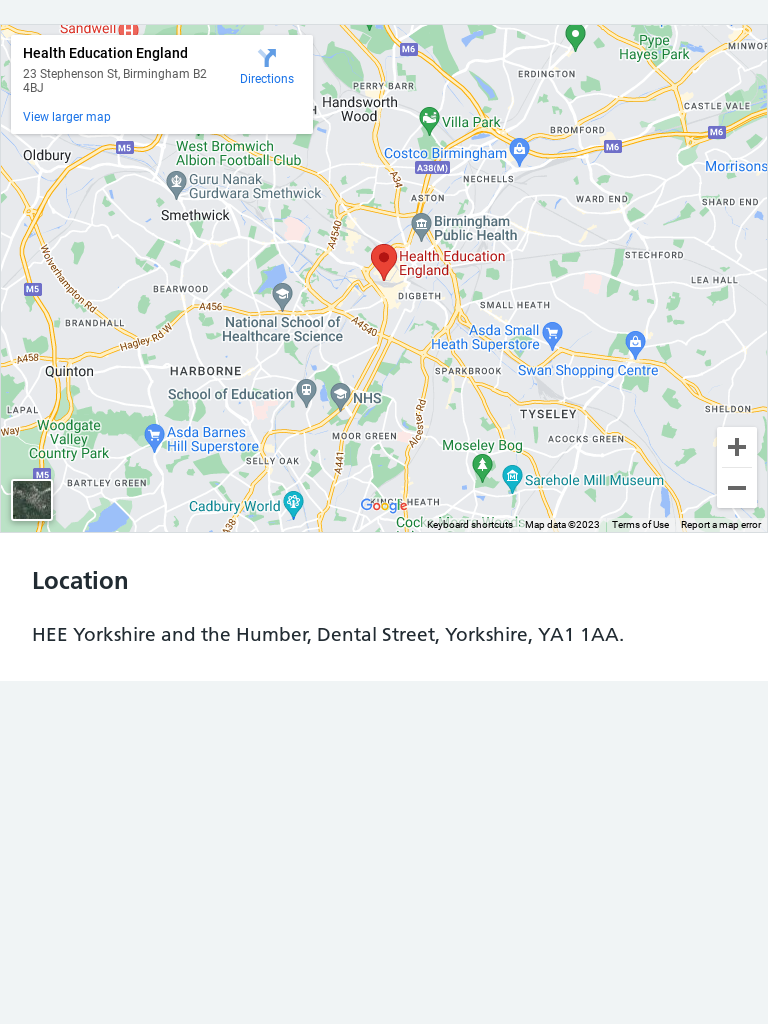 Sandwell
Health Education England
23 Stephenson St, Birmingham B2
4BJ
Directions
View larger map
M6
Pype
Hayes Park
MINWOR
ERDINGTON
PERRY BARR
Handsworth
Wood
H
CASTLE VALE
Villa Park
BROMFORD
M6
M5
West Bromwich
Albion Football Club
Costco Birmingham
M6
Oldbury
A38(M)
Morrisons
Guru Nanak
Gurdwara Smethwick
A34
NECHELLS
ASTON
WARD END
SHARD END
Smethwick
Birmingham
Public Health
A4540
Health Education
England
STETCHFORD
Wolverhampton Rd
M5
BEARWOOD
DIGBETH
LEA HALL
A456
SMALL HEATH
BRANDHALL
National School of
Healthcare Science
A4540
Asda Small
Heath Superstore
Hagley Rd W
A458
Quinton
HARBORNE
SPARKBROOK
Swan Shopping Centre
School of Education
NHS
LAPAL
Alcester Rd
TYSELEY
SHELDON
Way
Woodgate
Valley
Country Park
Asda Barnes
Hill Superstore
MOOR GREEN
ACOCKS GREEN
Moseley Bog
A441
SELLY OAK
M5
BARTLEY GREEN
Sarehole Mill Museum
Cadbury World
KING'S HEATH
Google
A38
Keyboard shortcuts
Map data ©2023
Terms of Use
Report a map error
Location
HEE Yorkshire and the Humber, Dental Street, Yorkshire, YA1 1AA.